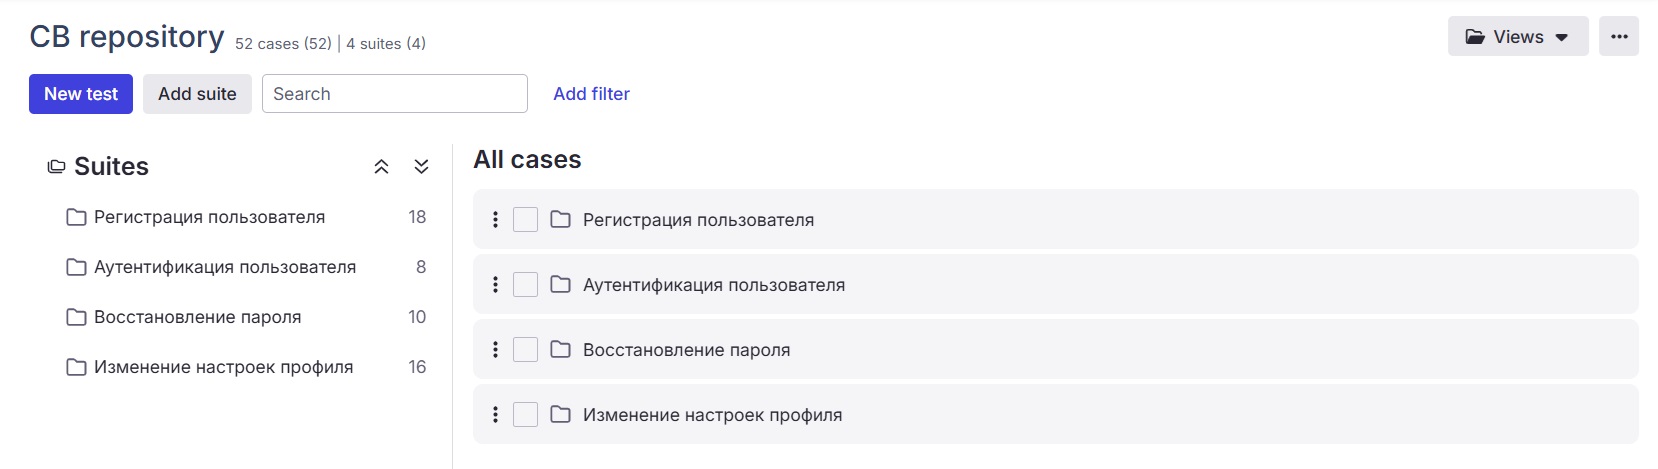 CB repository 52 cases (52) | 4 suites (4)
Views
New test
Add suite
Search
Add filter
Suites
Регистрация пользователя 18
Аутентификация пользователя 8
Восстановление пароля 10
Изменение настроек профиля 16
All cases
Регистрация пользователя
Аутентификация пользователя
Восстановление пароля
Изменение настроек профиля